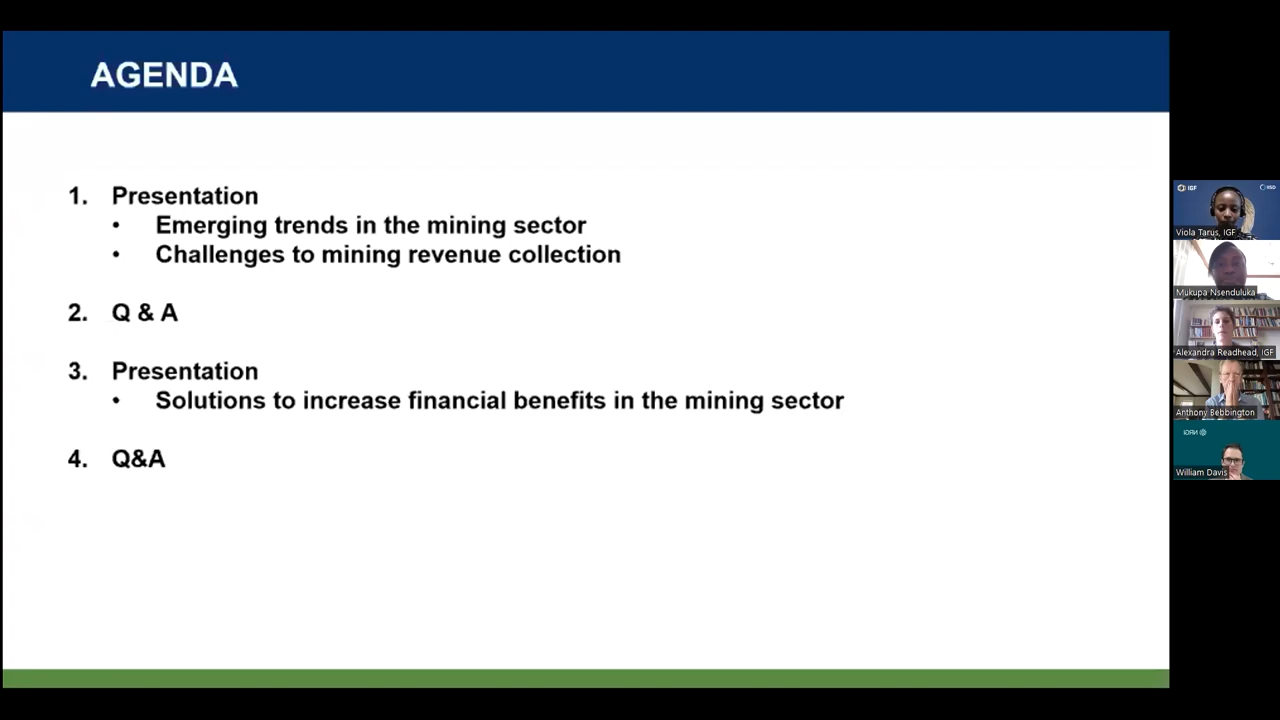 AGENDA
1. Presentation
• Emerging trends in the mining sector
• Challenges to mining revenue collection
2. Q & A
3. Presentation
• Solutions to increase financial benefits in the mining sector
4. Q&A
IGF
IISD
Viola Tarus, IGF
Mukupa Nsenduluka
Alexandra Readhead, IGF
Anthony Bebbington
William Davis